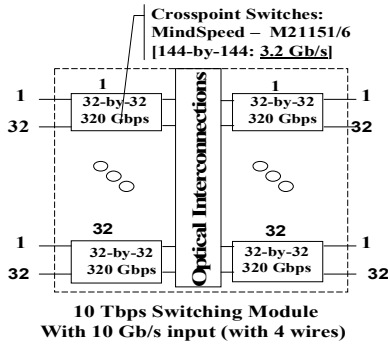 Crosspoint Switches:
MindSpeed – M21151/6
[144-by-144: 3.2 Gb/s]
1
1
1
32-by-32
320 Gbps
32
Optical Interconnections
1
32-by-32
320 Gbps
32
32
32
1
32-by-32
320 Gbps
32
1
32-by-32
320 Gbps
32
10 Tbps Switching Module
With 10 Gb/s input (with 4 wires)